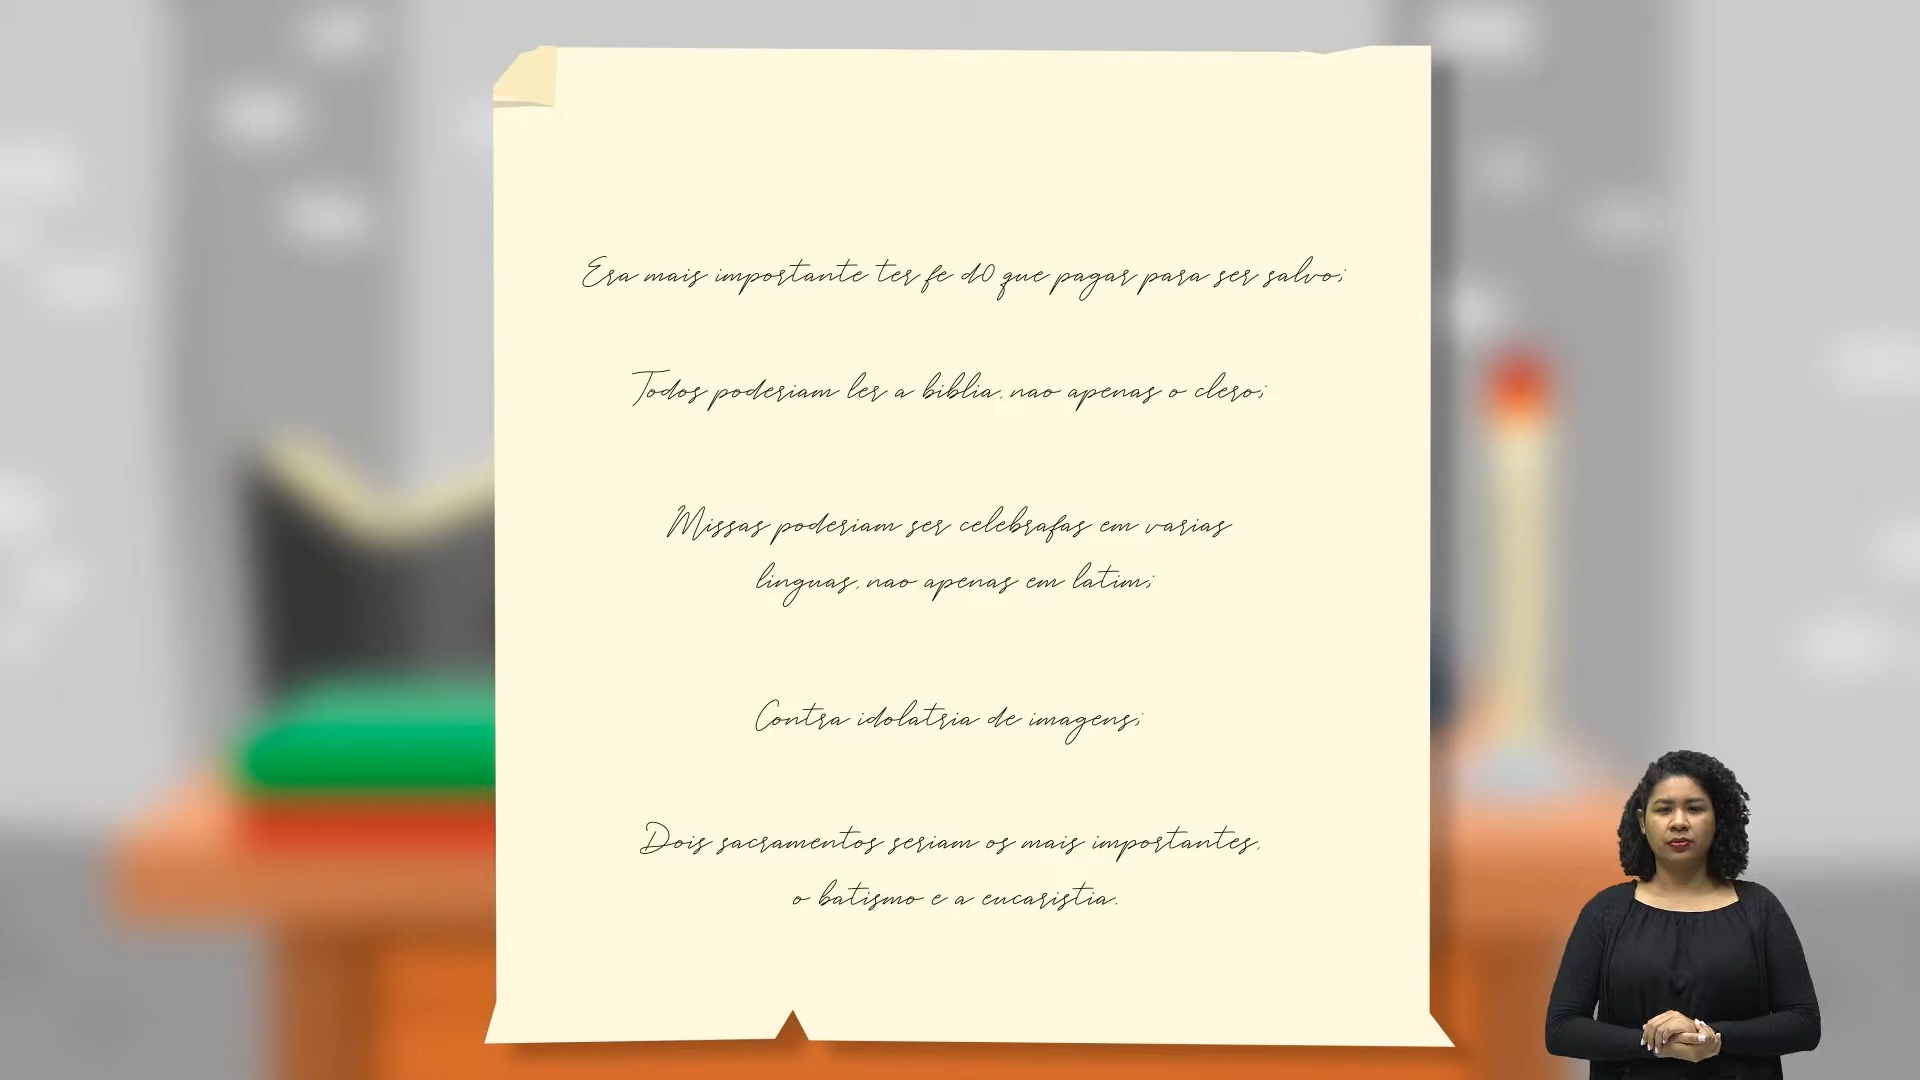 Era mais importante ter fe dO que pagar para ser salvo;
Todos poderiam ler a biblia, nao apenas o clero;
Missas poderiam ser celebrafas em varias
linguas, nao apenas em latim;
Contra idolatria de imagens;
Dois sacramentos seriam os mais importantes,
o batismo e a eucaristia.